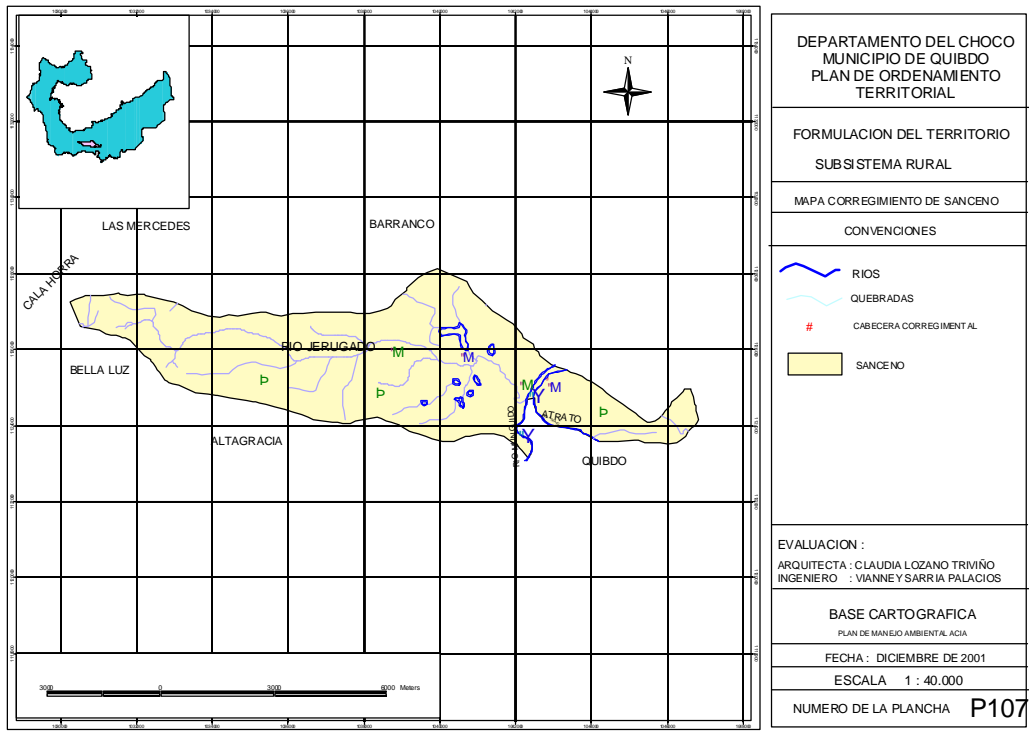 N
LAS MERCEDES
BARRANCO
CALA HORRA
RIO JERUGADO
M
M
BELLA LUZ
Þ
Þ
M
M
Y
ATRATO
Þ
Y
ALTAGRACIA
QUIBDO
3000 0 3000 6000 Meters
DEPARTAMENTO DEL CHOCO
MUNICIPIO DE QUIBDO
PLAN DE ORDENAMIENTO
TERRITORIAL
FORMULACION DEL TERRITORIO
SUBSISTEMA RURAL
MAPA CORREGIMIENTO DE SANCENO
CONVENCIONES
RIOS
QUEBRADAS
# CABECERA CORREGIMENTAL
SANCENO
EVALUACION :
ARQUITECTA : CLAUDIA LOZANO TRIVIÑO
INGENIERO : VIANNEY SARRIA PALACIOS
BASE CARTOGRAFICA
PLAN DE MANEJO AMBIENTAL ACIA
FECHA : DICIEMBRE DE 2001
ESCALA 1 : 40.000
NUMERO DE LA PLANCHA P107